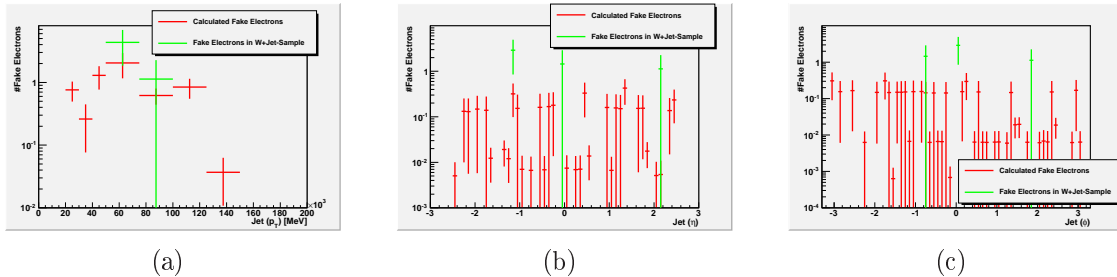 Calculated Fake Electrons
Fake Electrons in W+Jet-Sample
#Fake Electrons
1
10⁻¹
10⁻²
0 20 40 60 80 100 120 140 160 180 200
×10³
Jet (p_T) [MeV]
(a)
Calculated Fake Electrons
Fake Electrons in W+Jet-Sample
#Fake Electrons
1
10⁻¹
10⁻²
10⁻³
-3 -2 -1 0 1 2 3
Jet (η)
(b)
#Fake Electrons
1
10⁻¹
10⁻²
10⁻³
10⁻⁴
Calculated Fake Electrons
Fake Electrons in W+Jet-Sample
-3 -2 -1 0 1 2 3
Jet (ϕ)
(c)